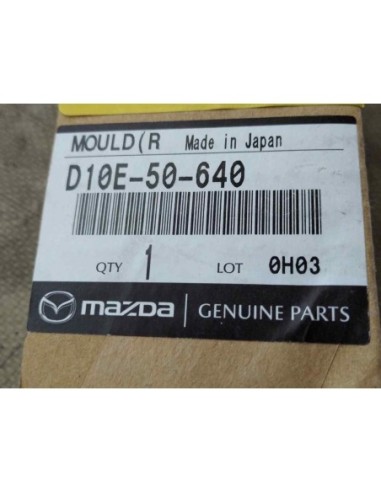 MOULD(R Made in Japan
D10E-50-640
QTY 1 LOT 0H03
mazda GENUINE PARTS